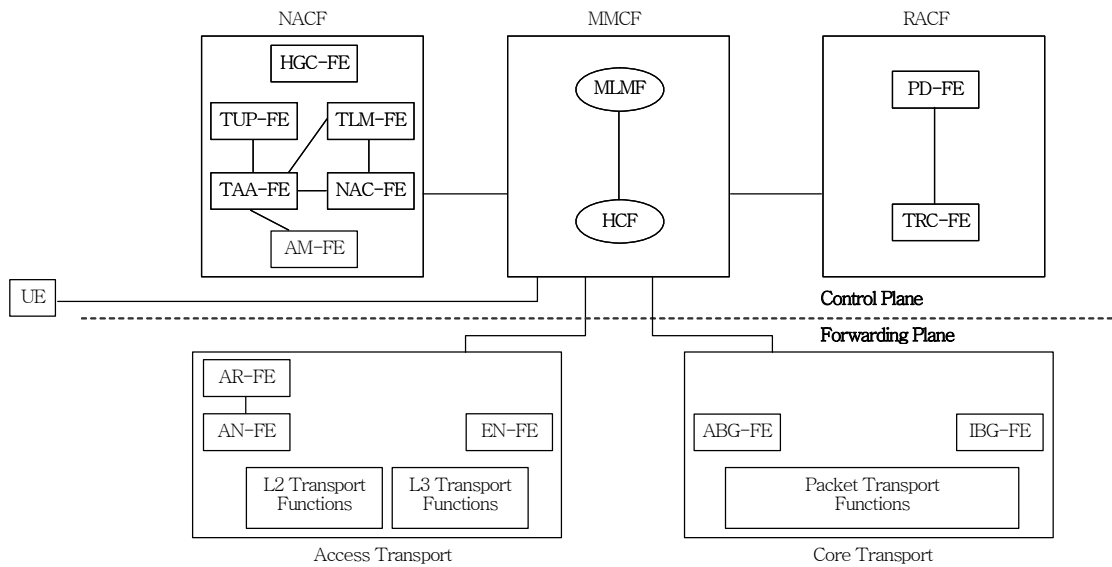 NACF
MMCF
RACF
HGC-FE
MLMF
PD-FE
TUP-FE
TLM-FE
TAA-FE
NAC-FE
HCF
TRC-FE
AM-FE
UE
Control Plane
Forwarding Plane
AR-FE
AN-FE
EN-FE
ABG-FE
IBG-FE
L2 Transport
Functions
L3 Transport
Functions
Packet Transport
Functions
Access Transport
Core Transport